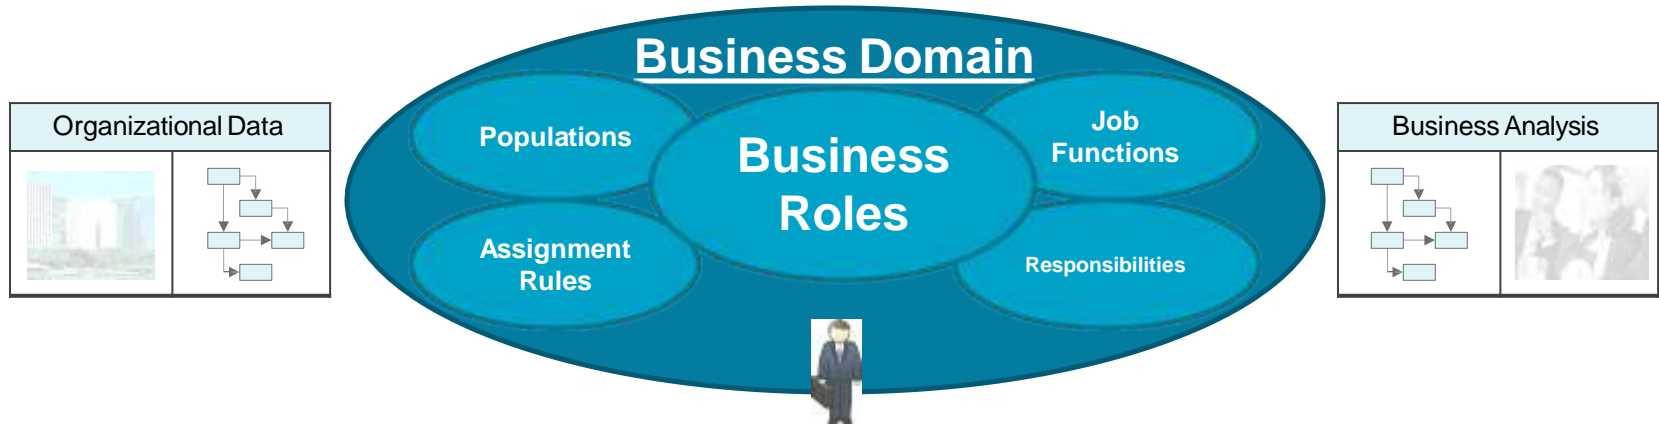 Business Domain
Organizational Data
Populations
Business
Roles
Job
Functions
Business Analysis
Assignment
Rules
Responsibilities